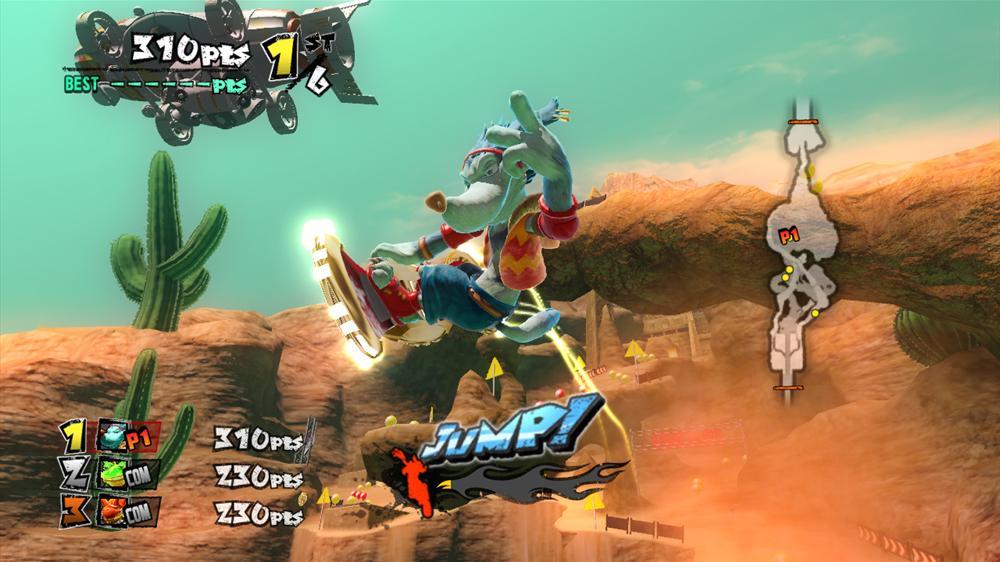 310pts 1ST
6
BEST ------pts
P1
JUMP!
1 P1 310pts
2 COM 230pts
3 COM 230pts